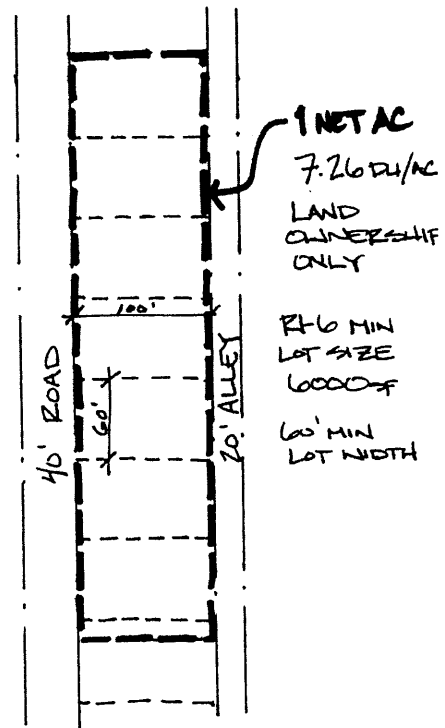 1 NET AC
7.26 DU/AC
LAND
OWNERSHIP
ONLY
100'
R-6 MIN
LOT SIZE
6000 SF
60' MIN
LOT WIDTH
40' ROAD
60'
20' ALLEY